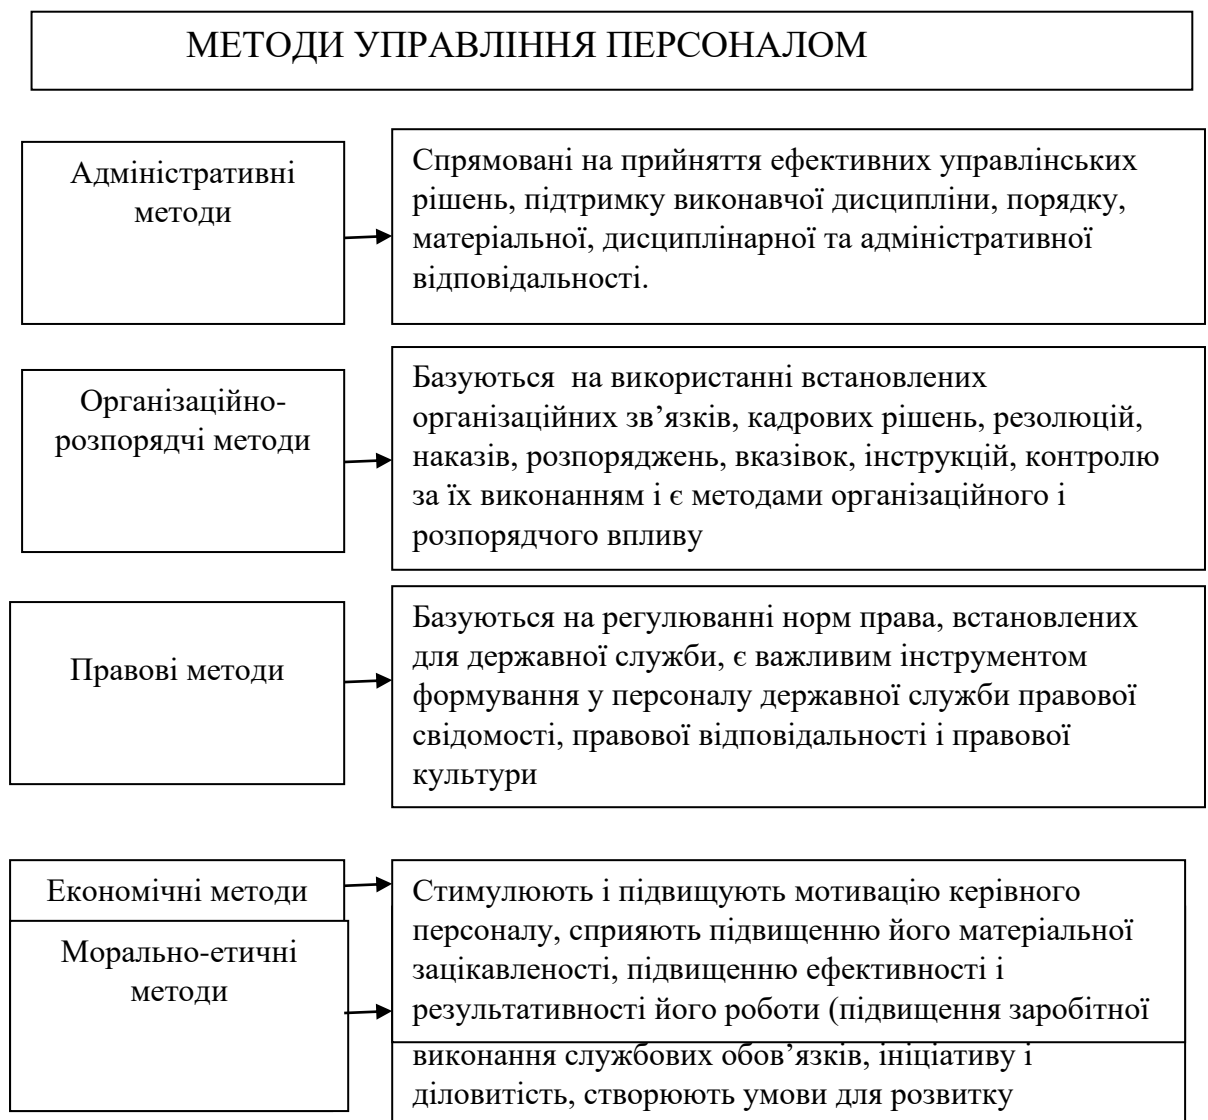 МЕТОДИ УПРАВЛІННЯ ПЕРСОНАЛОМ
Адміністративні
методи
Спрямовані на прийняття ефективних управлінських
рішень, підтримку виконавчої дисципліни, порядку,
матеріальної, дисциплінарної та адміністративної
відповідальності.
Організаційно-
розпорядчі методи
Базуються  на використанні встановлених
організаційних зв’язків, кадрових рішень, резолюцій,
наказів, розпоряджень, вказівок, інструкцій, контролю
за їх виконанням і є методами організаційного і
розпорядчого впливу
Правові методи
Базуються на регулюванні норм права, встановлених
для державної служби, є важливим інструментом
формування у персоналу державної служби правової
свідомості, правової відповідальності і правової
культури
Економічні методи
Стимулюють і підвищують мотивацію керівного
персоналу, сприяють підвищенню його матеріальної
зацікавленості, підвищенню ефективності і
результативності його роботи (підвищення заробітної
Морально-етичні
методи
виконання службових обов’язків, ініціативу і
діловитість, створюють умови для розвитку